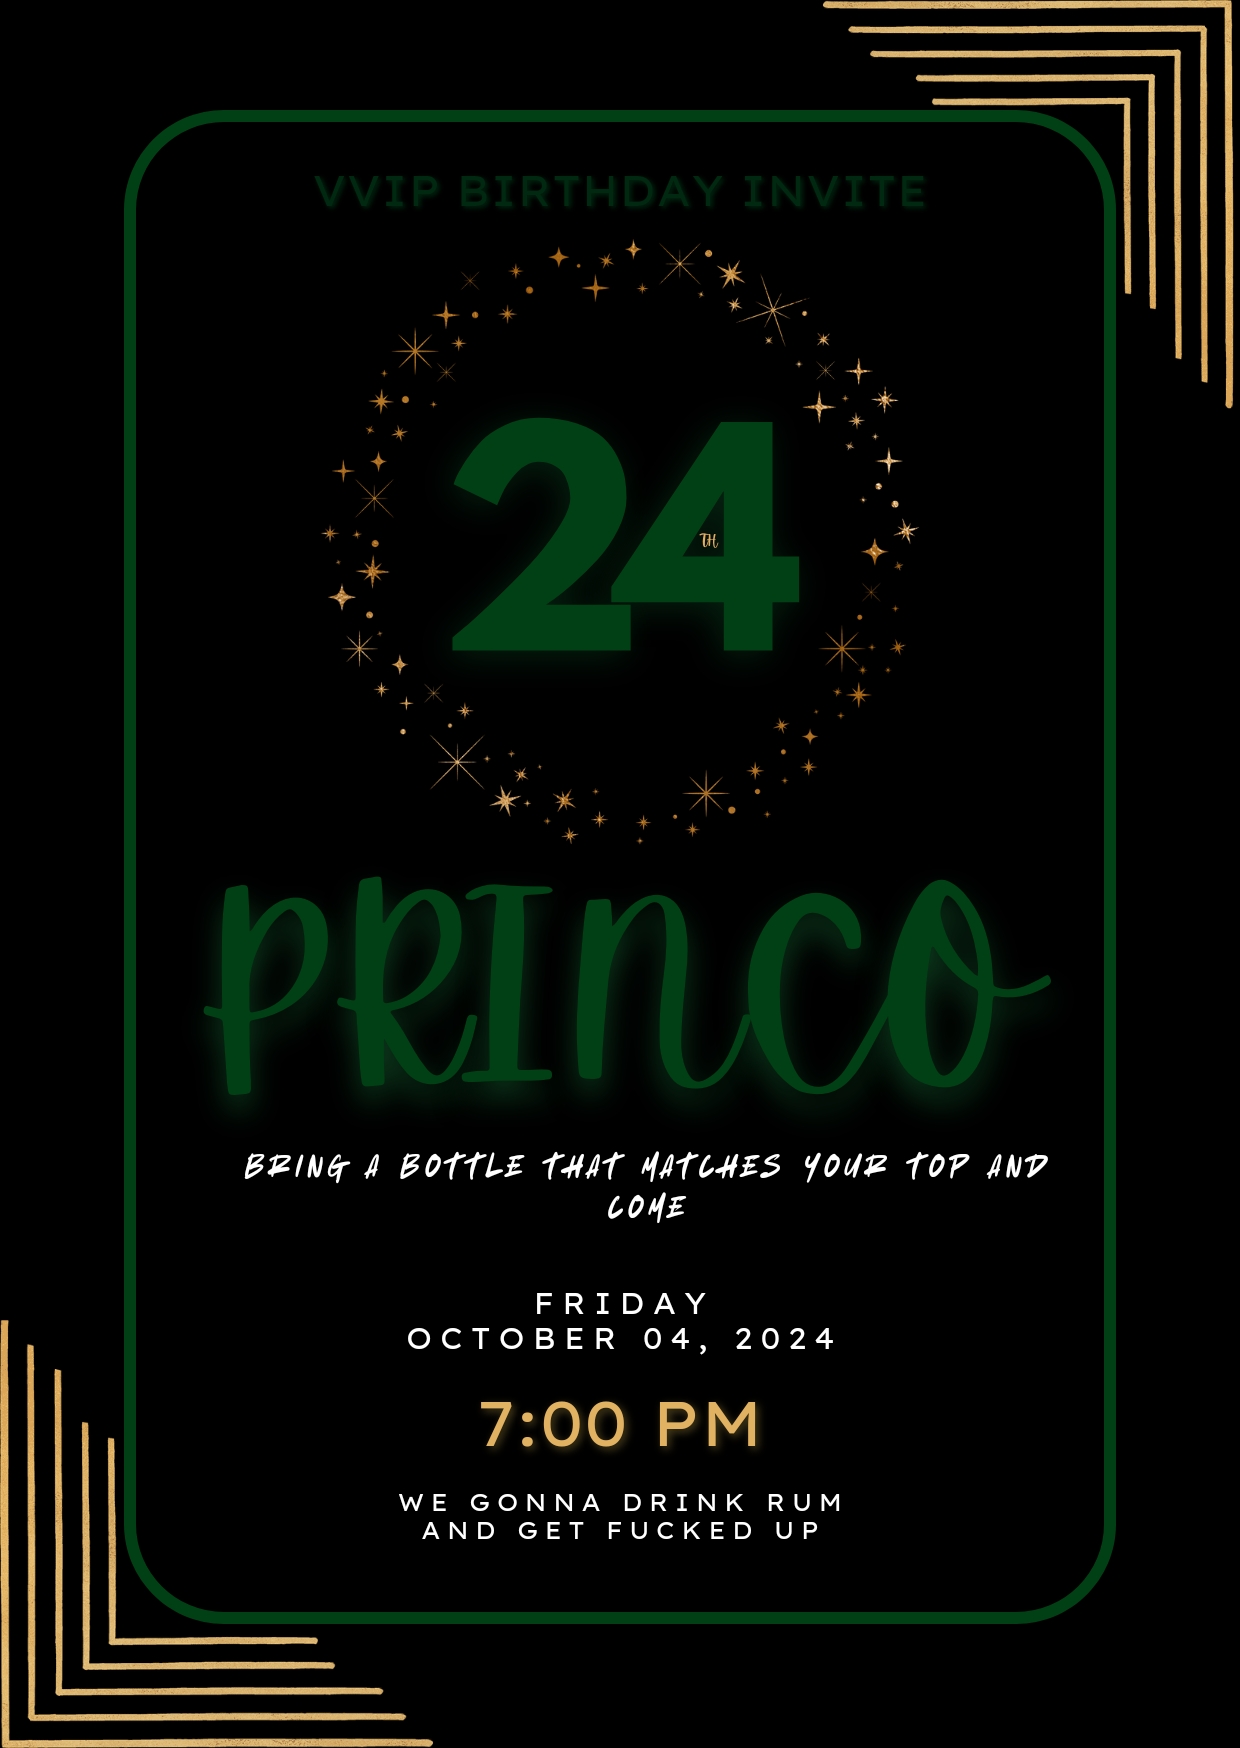 VVIP BIRTHDAY INVITE
24
TH
PRINCO
BRING A BOTTLE THAT MATCHES YOUR TOP AND
COME
FRIDAY
OCTOBER 04, 2024
7:00 PM
WE GONNA DRINK RUM
AND GET FUCKED UP